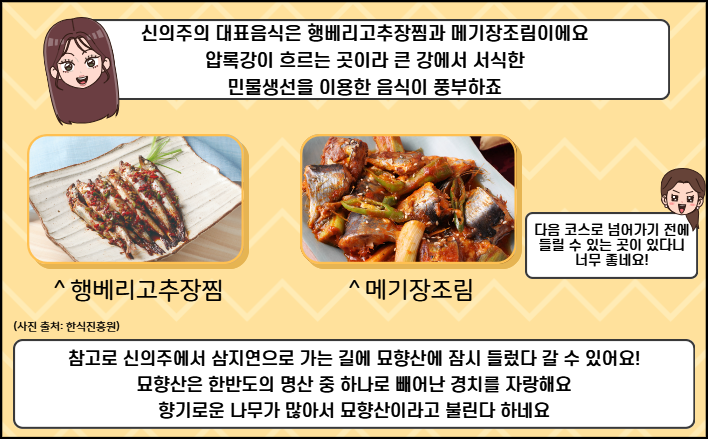 신의주의 대표음식은 행베리고추장찜과 메기장조림이에요
압록강이 흐르는 곳이라 큰 강에서 서식한
민물생선을 이용한 음식이 풍부하죠
^ 행베리고추장찜
^ 메기장조림
다음 코스로 넘어가기 전에
들릴 수 있는 곳이 있다니
너무 좋네요!
(사진 출처: 한식진흥원)
참고로 신의주에서 삼지연으로 가는 길에 묘향산에 잠시 들렀다 갈 수 있어요!
묘향산은 한반도의 명산 중 하나로 빼어난 경치를 자랑해요
향기로운 나무가 많아서 묘향산이라고 불린다 하네요